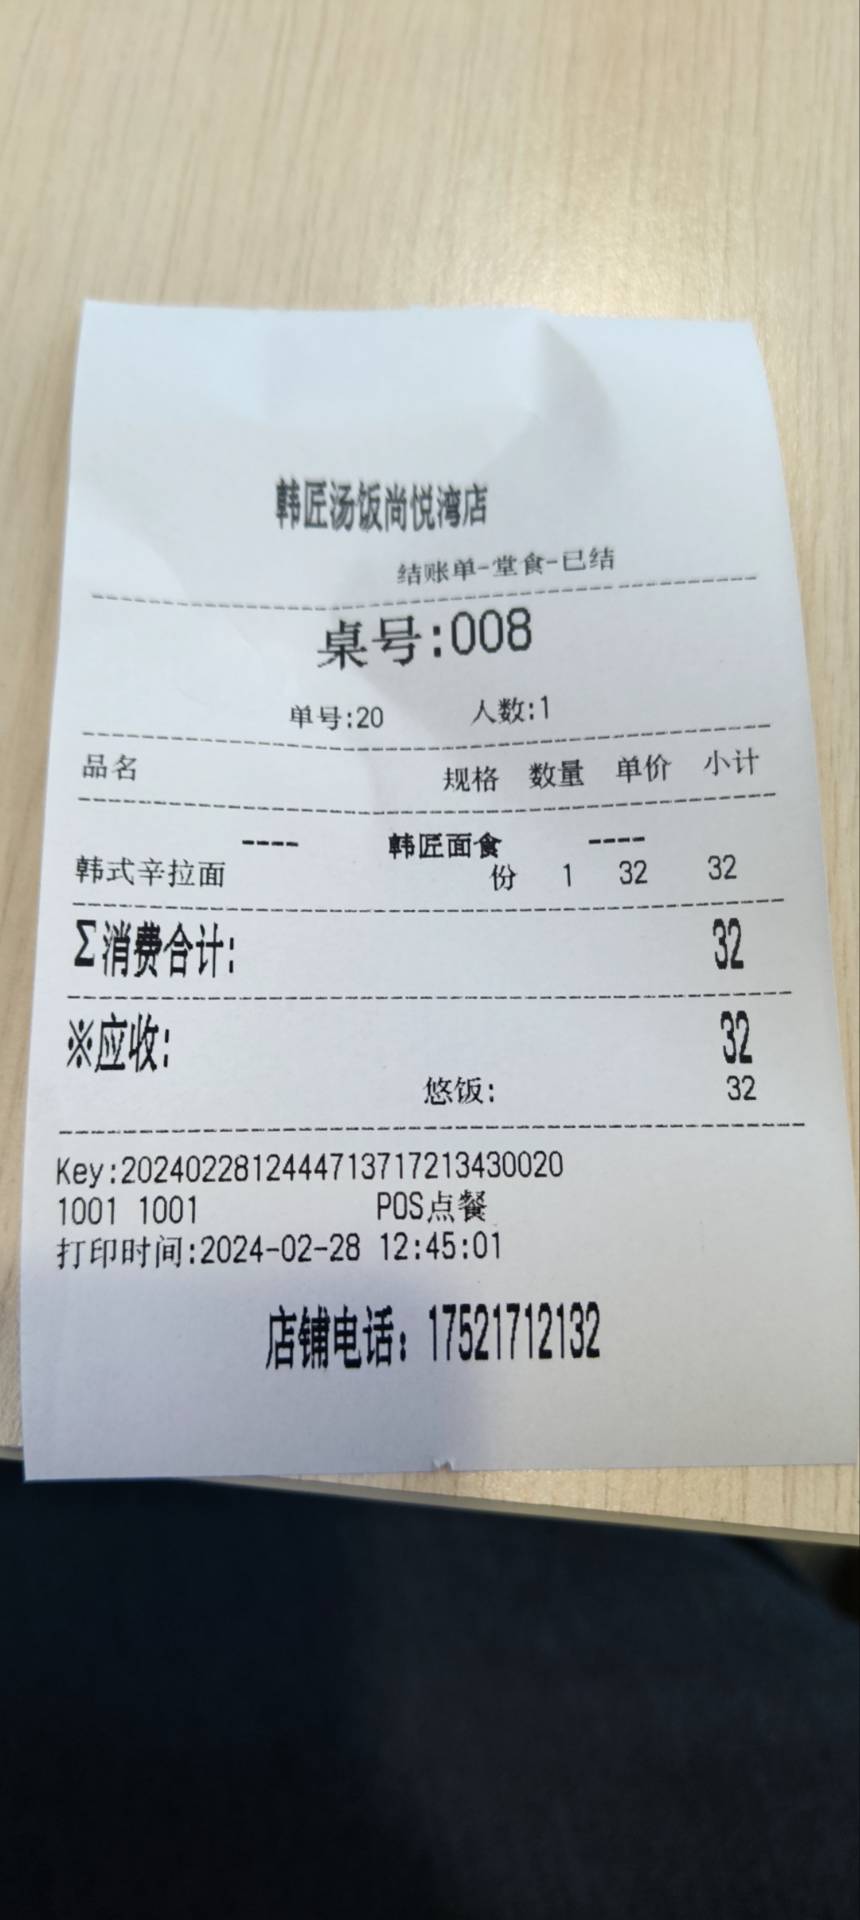 韩匠汤饭尚悦湾店
结账单-堂食-已结
桌号:008
单号:20 人数:1
品名 规格 数量 单价 小计
---- 韩匠面食 ----
韩式辛拉面 份 1 32 32
Σ消费合计: 32
※应收: 32
悠饭: 32
Key:20240228124447137172134300​20
1001 1001 POS点餐
打印时间:2024-02-28 12:45:01
店铺电话：17521712132